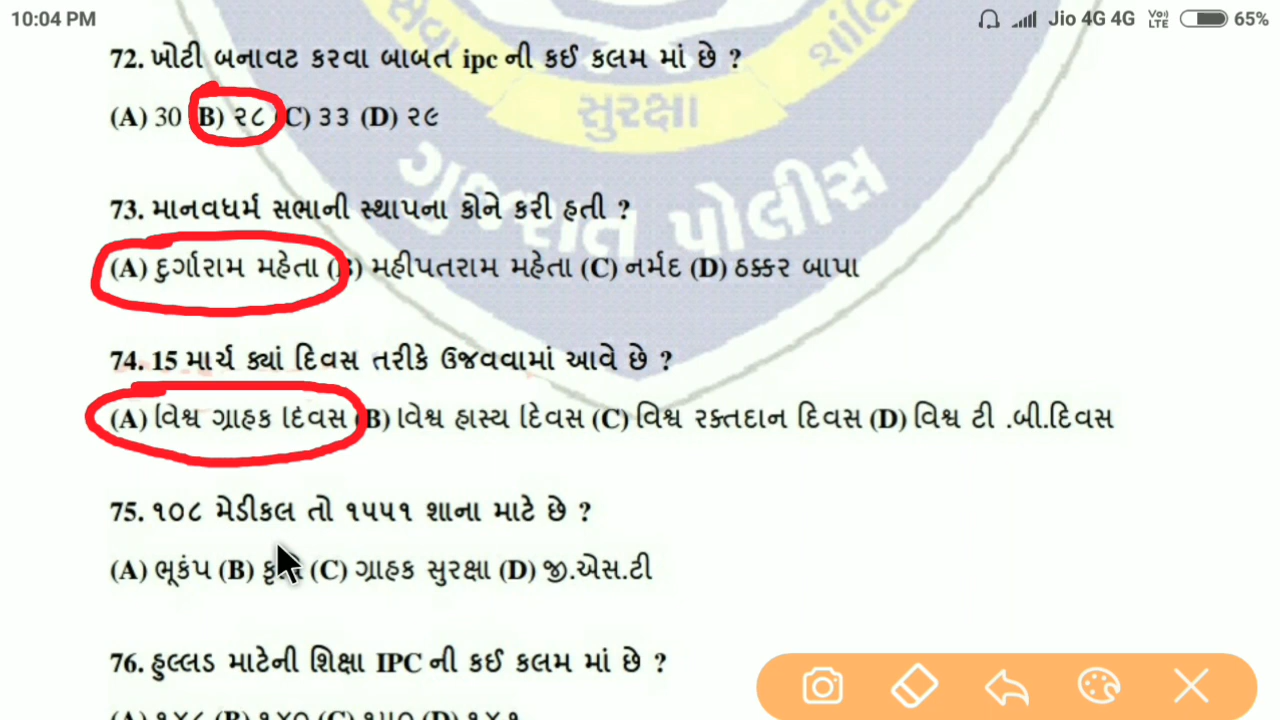 10:04 PM Jio 4G 4G VoLTE 65%
સેવા સુરક્ષા શાંતિ
ગુજરાત પોલીસ
72. ખોટી બનાવટ કરવા બાબત ipc ની કઈ કલમ માં છે ?
(A) 30 B) ૨૮ C) ૩૩ (D) ૨૯
73. માનવધર્મ સભાની સ્થાપના કોને કરી હતી ?
(A) દુર્ગારામ મહેતા (B) મહીપતરામ મહેતા (C) નર્મદ (D) ઠક્કર બાપા
74. 15 માર્ચ ક્યાં દિવસ તરીકે ઉજવવામાં આવે છે ?
(A) વિશ્વ ગ્રાહક દિવસ B) વિશ્વ હાસ્ય દિવસ (C) વિશ્વ રક્તદાન દિવસ (D) વિશ્વ ટી .બી.દિવસ
75. ૧૦૮ મેડીકલ તો ૧૫૫૧ શાના માટે છે ?
(A) ભૂકંપ (B) (C) ગ્રાહક સુરક્ષા (D) જી.એસ.ટી
76. હુલ્લડ માટેની શિક્ષા IPC ની કઈ કલમ માં છે ?
(A) (B) (C) (D)